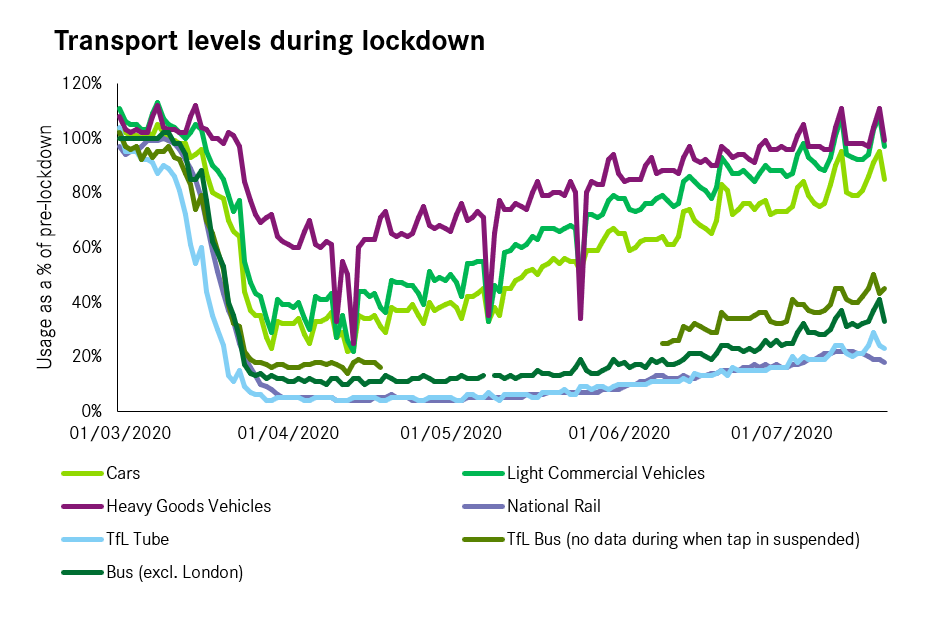 Transport levels during lockdown
Usage as a % of pre-lockdown
120%
100%
80%
60%
40%
20%
0%
01/03/2020 01/04/2020 01/05/2020 01/06/2020 01/07/2020
Cars Light Commercial Vehicles
Heavy Goods Vehicles National Rail
TfL Tube TfL Bus (no data during when tap in suspended)
Bus (excl. London)